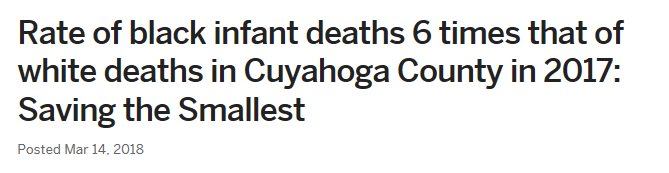 Rate of black infant deaths 6 times that of
white deaths in Cuyahoga County in 2017:
Saving the Smallest
Posted Mar 14, 2018